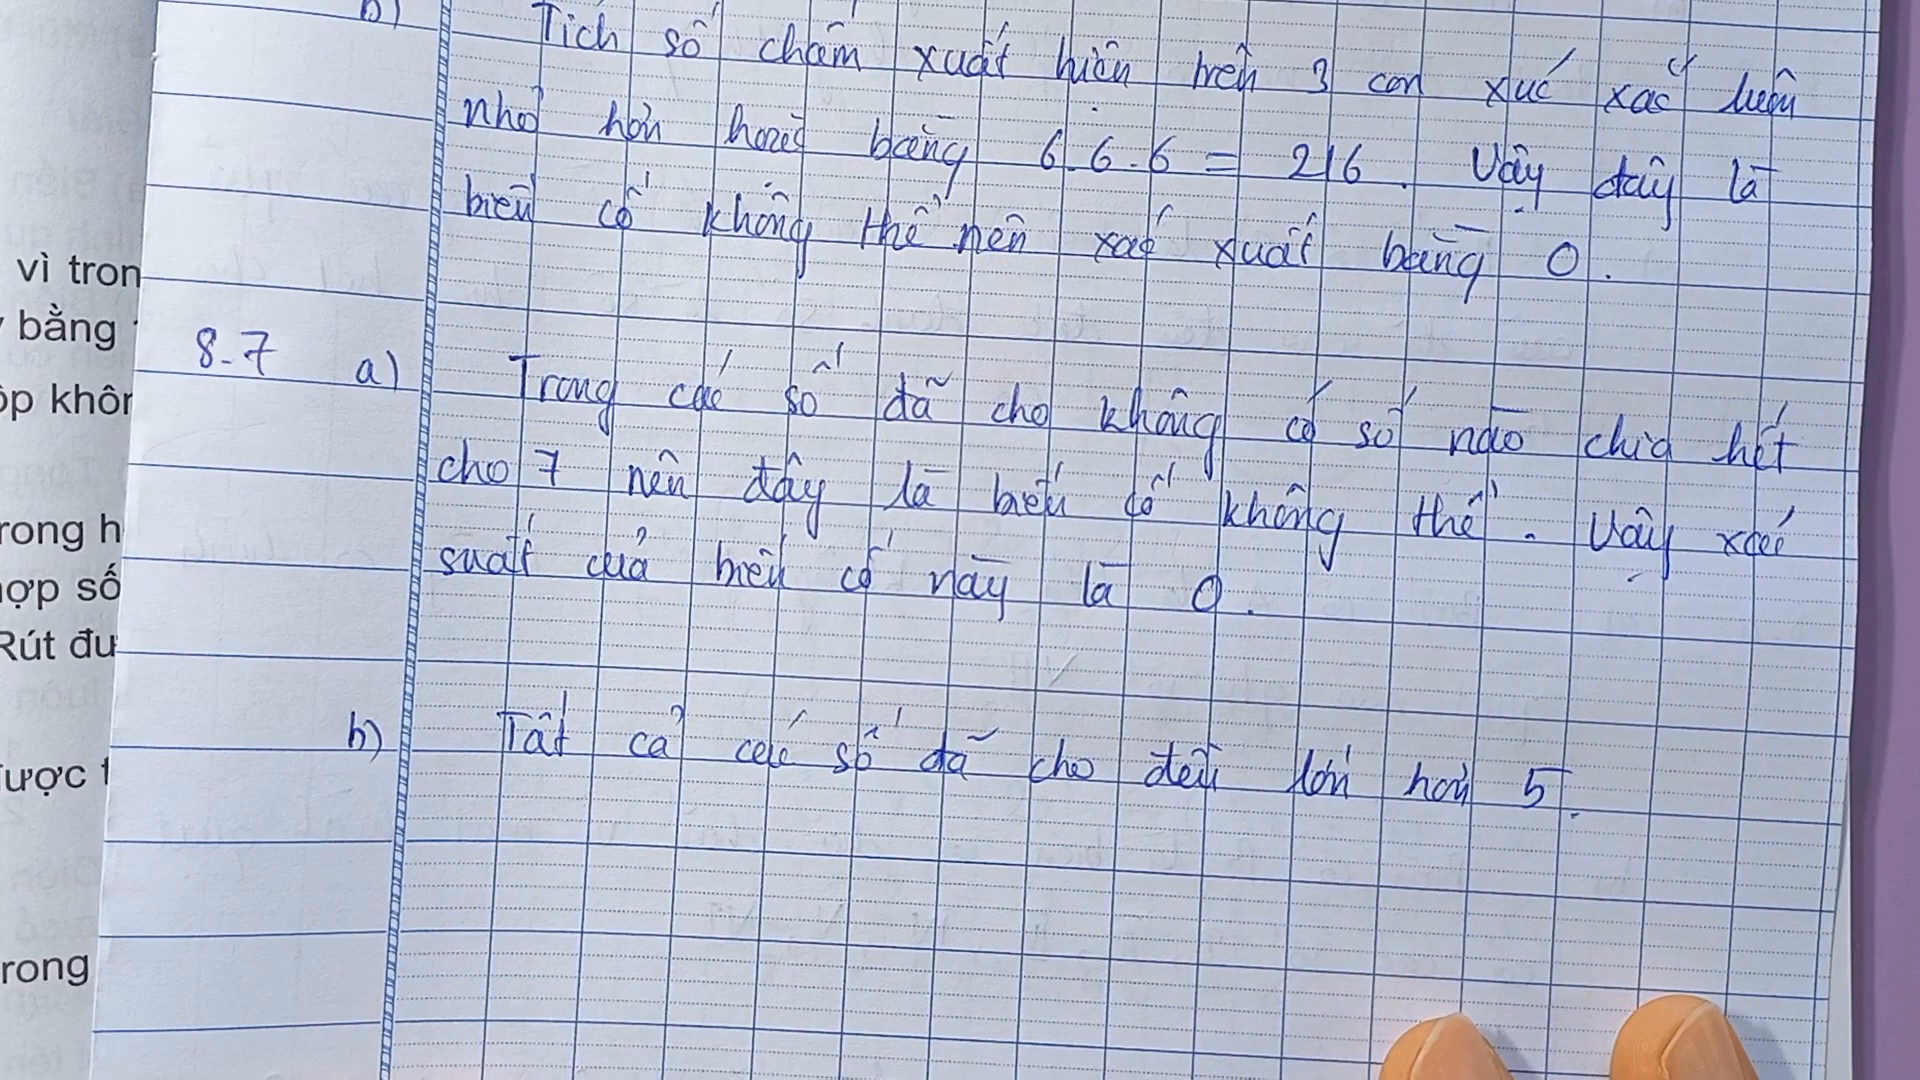 b) Tích số chấm xuất hiện trên 3 con xúc xắc luôn
nhỏ hơn hoặc bằng 6.6.6 = 216. Vậy đây là
biến cố không thể nên xác xuất bằng 0.
vì tron
bằng
8.7 a) Trong các số đã cho không có số nào chia hết
ợp khôn
cho 7 nên đây là biến cố không thể. Vậy xác
rong h
suất của biến cố này là 0.
hợp số
Rút đư
b) Tất cả các số đã cho đều lớn hơn 5.
ược t
rong